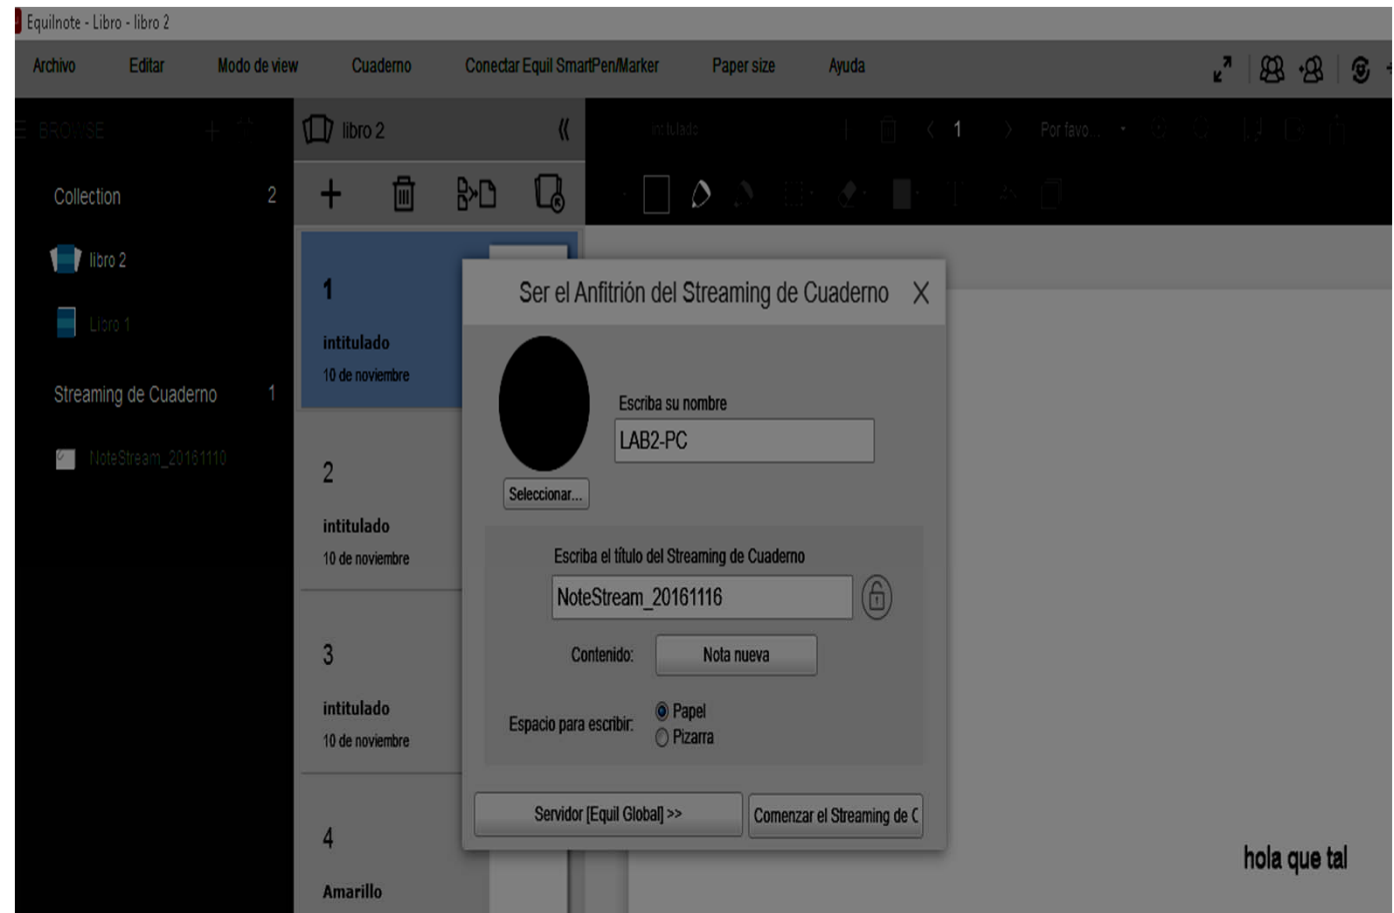 Equilnote - Libro - libro 2
Archivo Editar Modo de view Cuaderno Conectar Equil SmartPen/Marker Paper size Ayuda
BROWSE
libro 2
intitulado
1
Por favo...
Collection 2
libro 2
Libro 1
Streaming de Cuaderno 1
NoteStream_20161110
1
intitulado
10 de noviembre
2
intitulado
10 de noviembre
3
intitulado
10 de noviembre
4
Amarillo
Ser el Anfitrión del Streaming de Cuaderno
Escriba su nombre
LAB2-PC
Seleccionar...
Escriba el título del Streaming de Cuaderno
NoteStream_20161116
Contenido: Nota nueva
Espacio para escribir: Papel
Pizarra
Servidor [Equil Global] >> Comenzar el Streaming de C
hola que tal